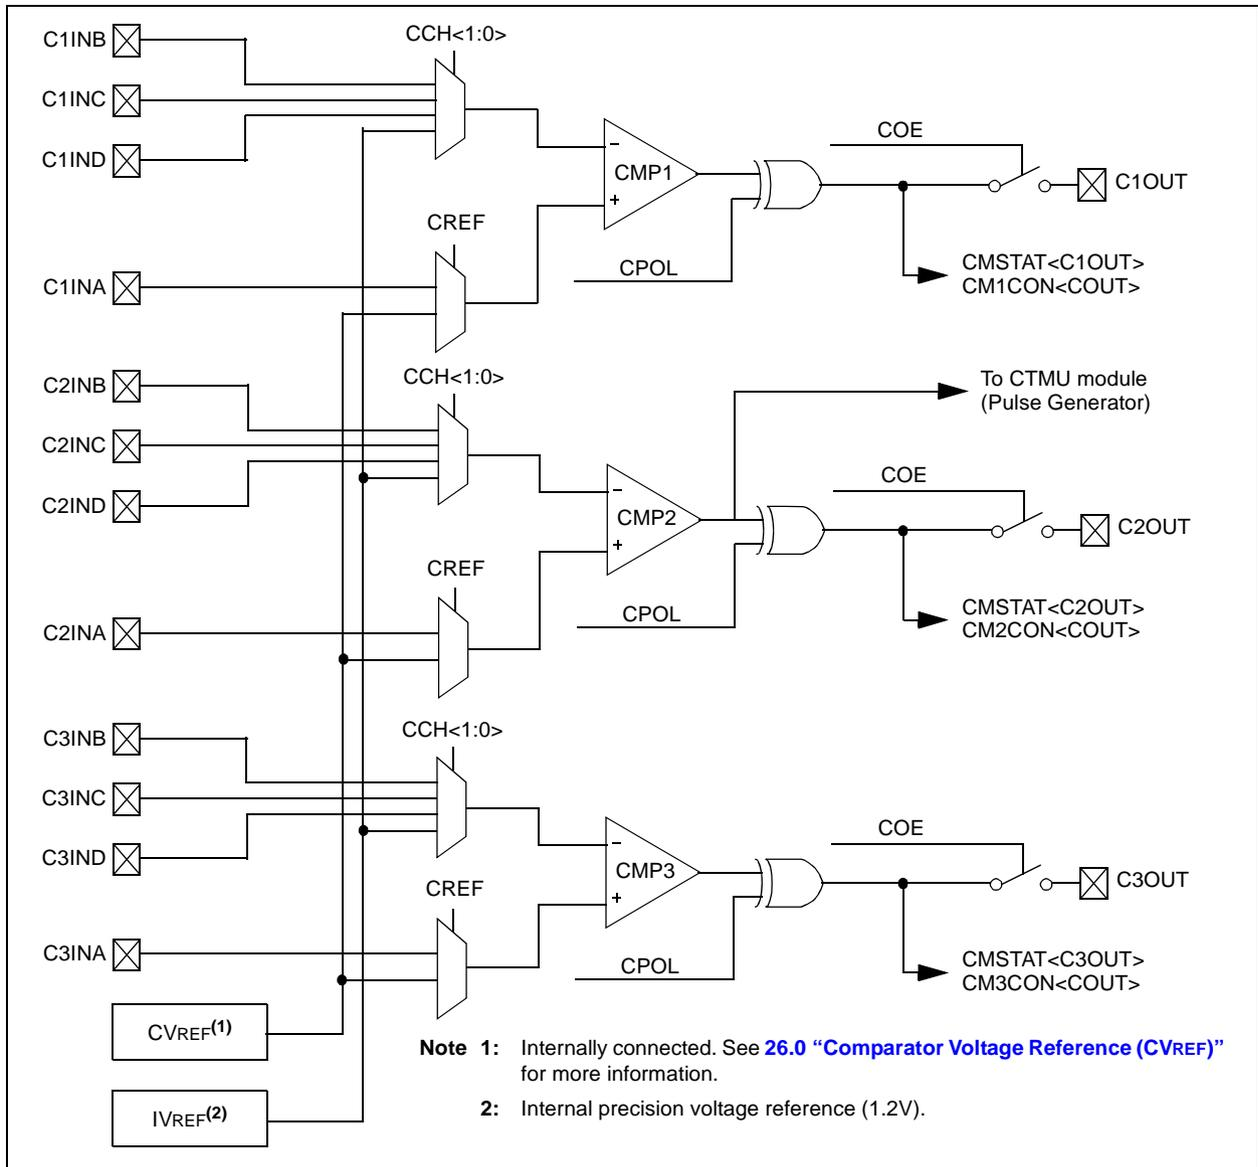 C1INB
CCH<1:0>
C1INC
C1IND
COE
CMP1
C1OUT
CREF
CPOL
CMSTAT<C1OUT>
CM1CON<COUT>
C1INA
C2INB
CCH<1:0>
To CTMU module
(Pulse Generator)
C2INC
C2IND
COE
CMP2
C2OUT
CREF
CPOL
CMSTAT<C2OUT>
CM2CON<COUT>
C2INA
C3INB
CCH<1:0>
C3INC
C3IND
COE
CMP3
C3OUT
CREF
CPOL
CMSTAT<C3OUT>
CM3CON<COUT>
C3INA
CVREF(1)
IVREF(2)
Note 1: Internally connected. See 26.0 “Comparator Voltage Reference (CVREF)”
for more information.
2: Internal precision voltage reference (1.2V).